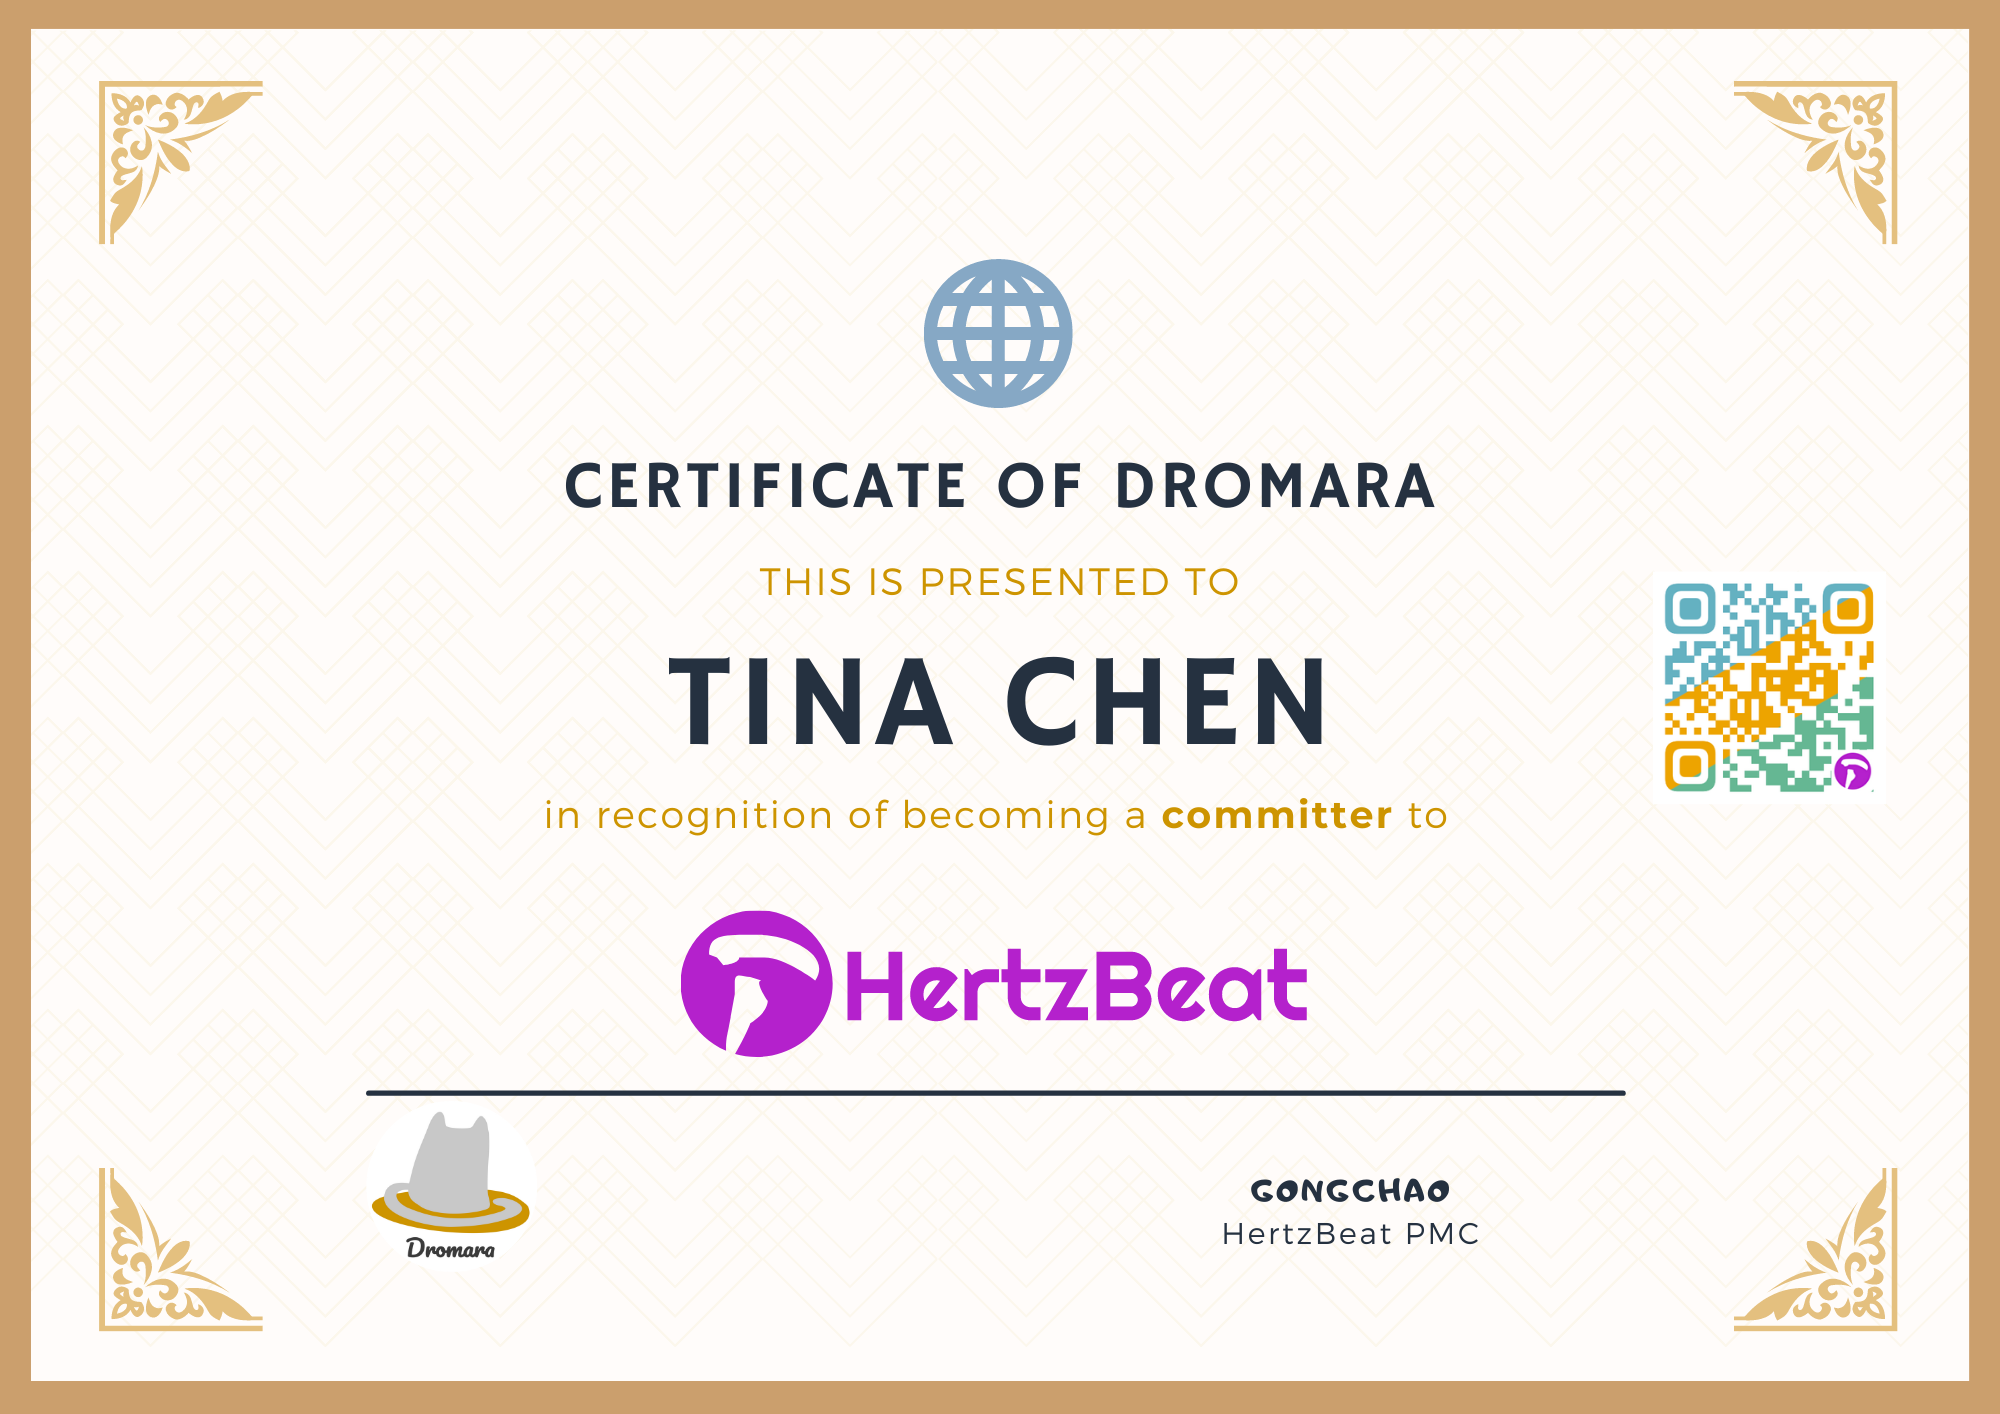 CERTIFICATE OF DROMARA
THIS IS PRESENTED TO
TINA CHEN
in recognition of becoming a committer to
HertzBeat
Dromara
GONGCHAO
HertzBeat PMC